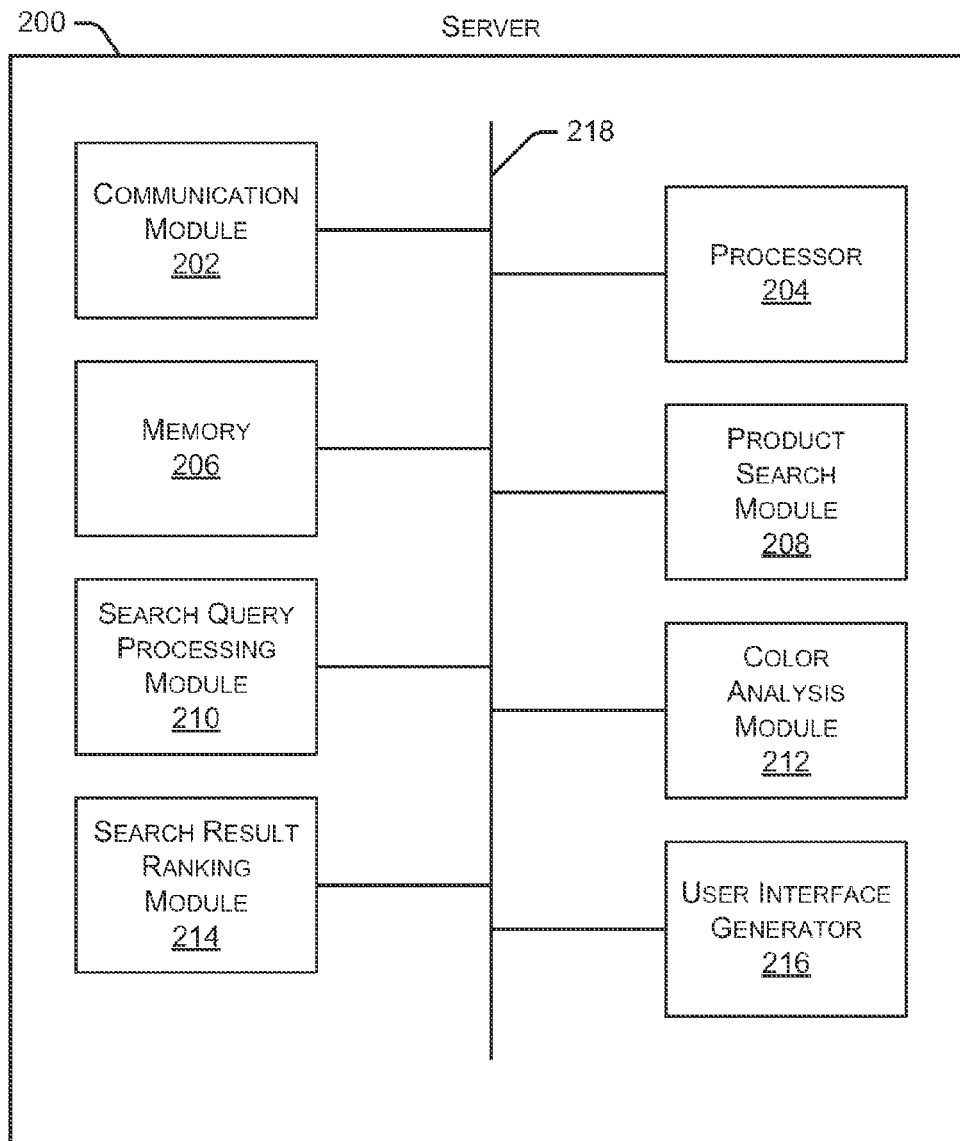 200
SERVER
218
COMMUNICATION
MODULE
202
PROCESSOR
204
MEMORY
206
PRODUCT
SEARCH
MODULE
208
SEARCH QUERY
PROCESSING
MODULE
210
COLOR
ANALYSIS
MODULE
212
SEARCH RESULT
RANKING
MODULE
214
USER INTERFACE
GENERATOR
216